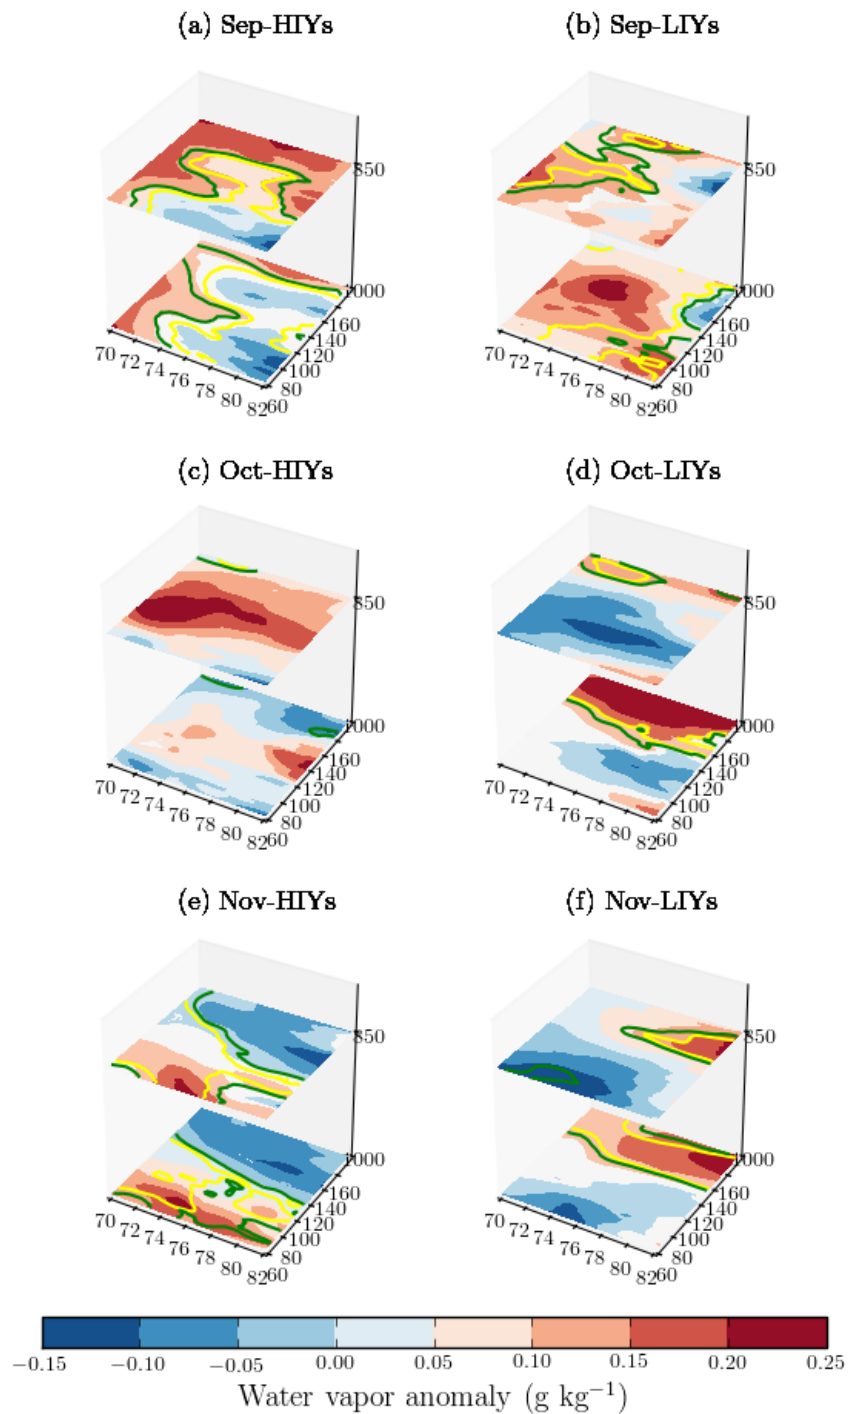 (a) Sep-HIYs (b) Sep-LIYs
850 850
1000 1000
70 72 74 76 78 80 82 60 80 100 120 140 160 70 72 74 76 78 80 82 60 80 100 120 140 160
(c) Oct-HIYs (d) Oct-LIYs
850 850
1000 1000
70 72 74 76 78 80 82 60 80 100 120 140 160 70 72 74 76 78 80 82 60 80 100 120 140 160
(e) Nov-HIYs (f) Nov-LIYs
850 850
1000 1000
70 72 74 76 78 80 82 60 80 100 120 140 160 70 72 74 76 78 80 82 60 80 100 120 140 160
−0.15 −0.10 −0.05 0.00 0.05 0.10 0.15 0.20 0.25
Water vapor anomaly (g kg⁻¹)